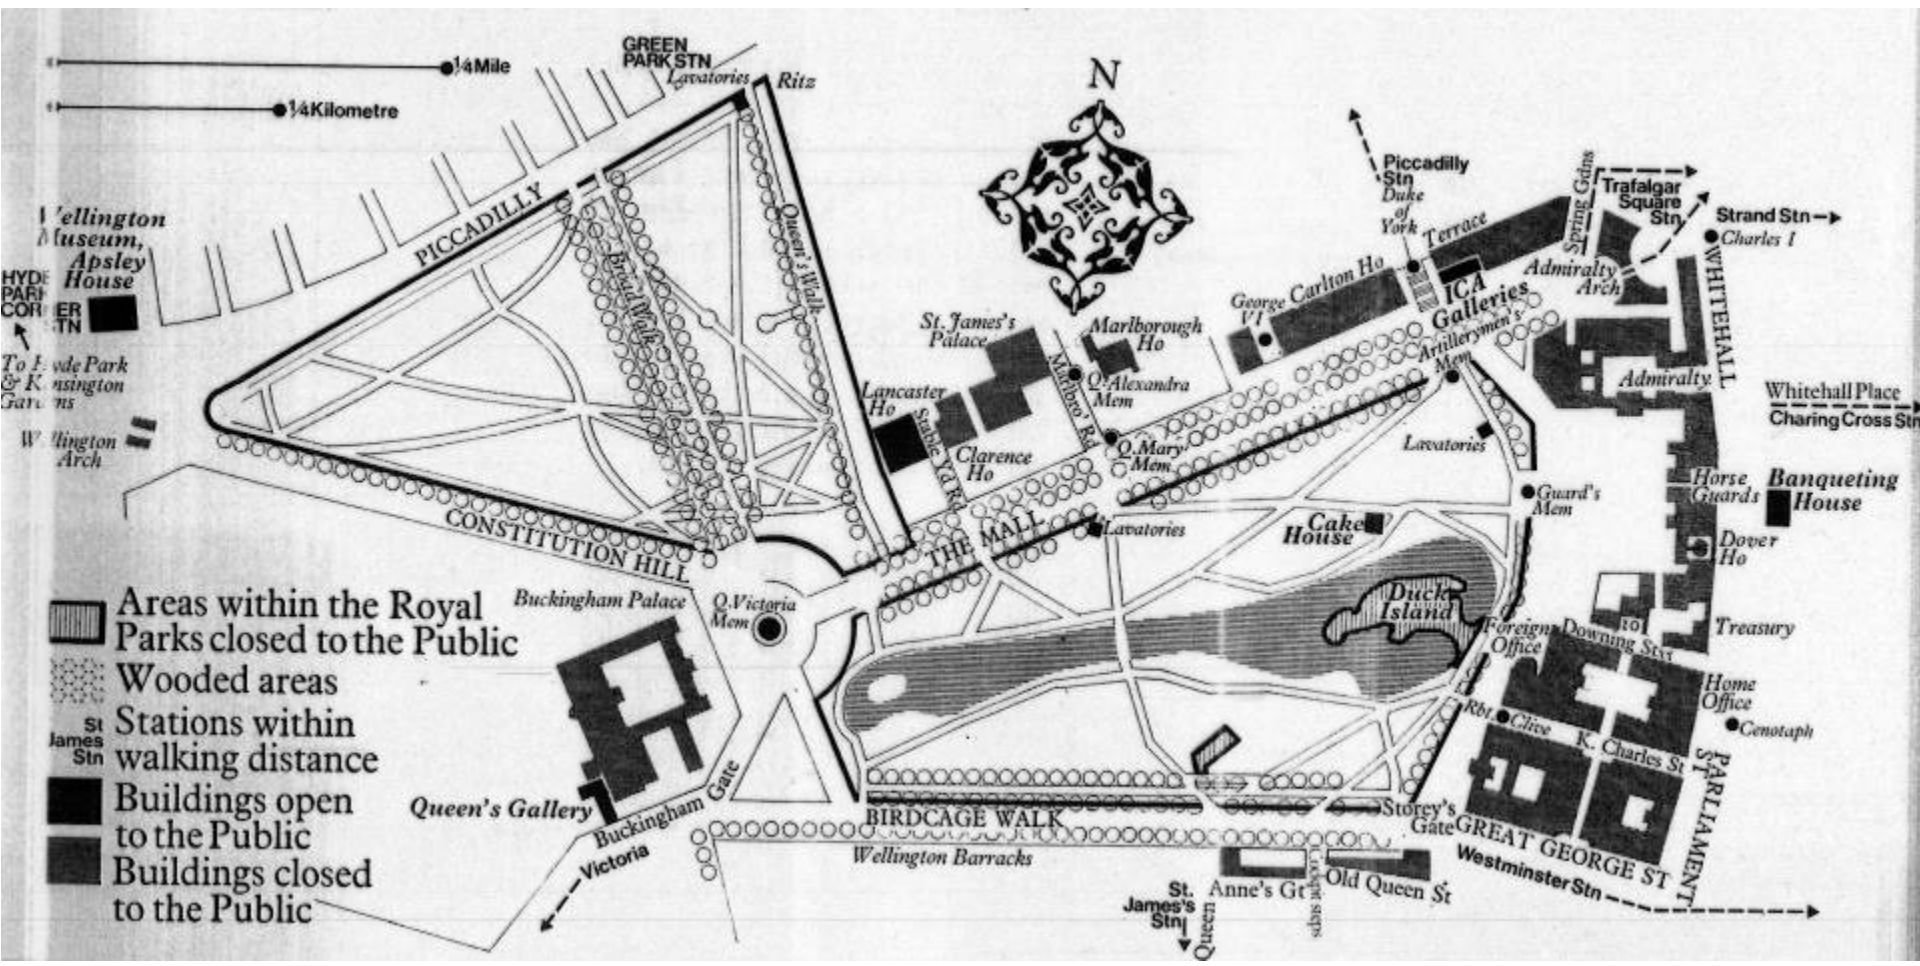 ¼Mile
¼Kilometre
GREEN
PARK STN
Lavatories
Ritz
N
PICCADILLY
Queen's Walk
Broad Walk
Wellington
Museum,
Apsley
House
HYDE
PARK
CORNER
STN
To Hyde Park
& Kensington
Gardens
Wellington
Arch
CONSTITUTION HILL
Piccadilly
Stn
Duke
of
York
Terrace
Carlton Ho
George
VI
ICA
Galleries
Artillerymen's
Mem
Spring Gdns
Trafalgar
Square
Stn
Strand Stn
Charles I
Admiralty
Arch
WHITEHALL
Admiralty
Whitehall Place
Charing Cross Stn
St. James's
Palace
Marlborough
Ho
Marlbro' Rd
Q. Alexandra
Mem
Lancaster
Ho
Stable Yd Rd
Clarence
Ho
Q. Mary
Mem
Lavatories
THE MALL
Lavatories
Cake
House
Guard's
Mem
Horse
Guards
Banqueting
House
Dover
Ho
Duck
Island
Foreign
Office
Downing St
10
Treasury
Home
Office
Cenotaph
Rbt. Clive
K. Charles St
PARLIAMENT
ST
Buckingham Palace
Q. Victoria
Mem
Queen's Gallery
Buckingham Gate
Victoria
BIRDCAGE WALK
Wellington Barracks
Storey's
Gate
GREAT GEORGE ST
Westminster Stn
St.
James's
Stn
Queen
Anne's Gt
Cockpit steps
Old Queen St
Areas within the Royal
Parks closed to the Public
Wooded areas
St
James
Stn
Stations within
walking distance
Buildings open
to the Public
Buildings closed
to the Public